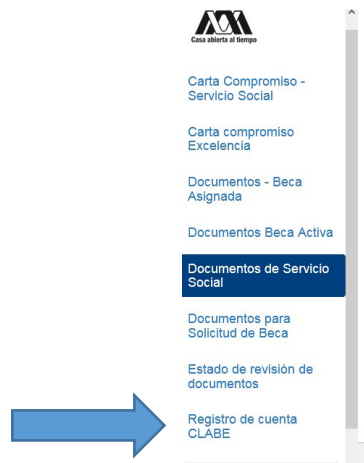 Casa abierta al tiempo
Carta Compromiso -
Servicio Social
Carta compromiso
Excelencia
Documentos - Beca
Asignada
Documentos Beca Activa
Documentos de Servicio
Social
Documentos para
Solicitud de Beca
Estado de revisión de
documentos
Registro de cuenta
CLABE